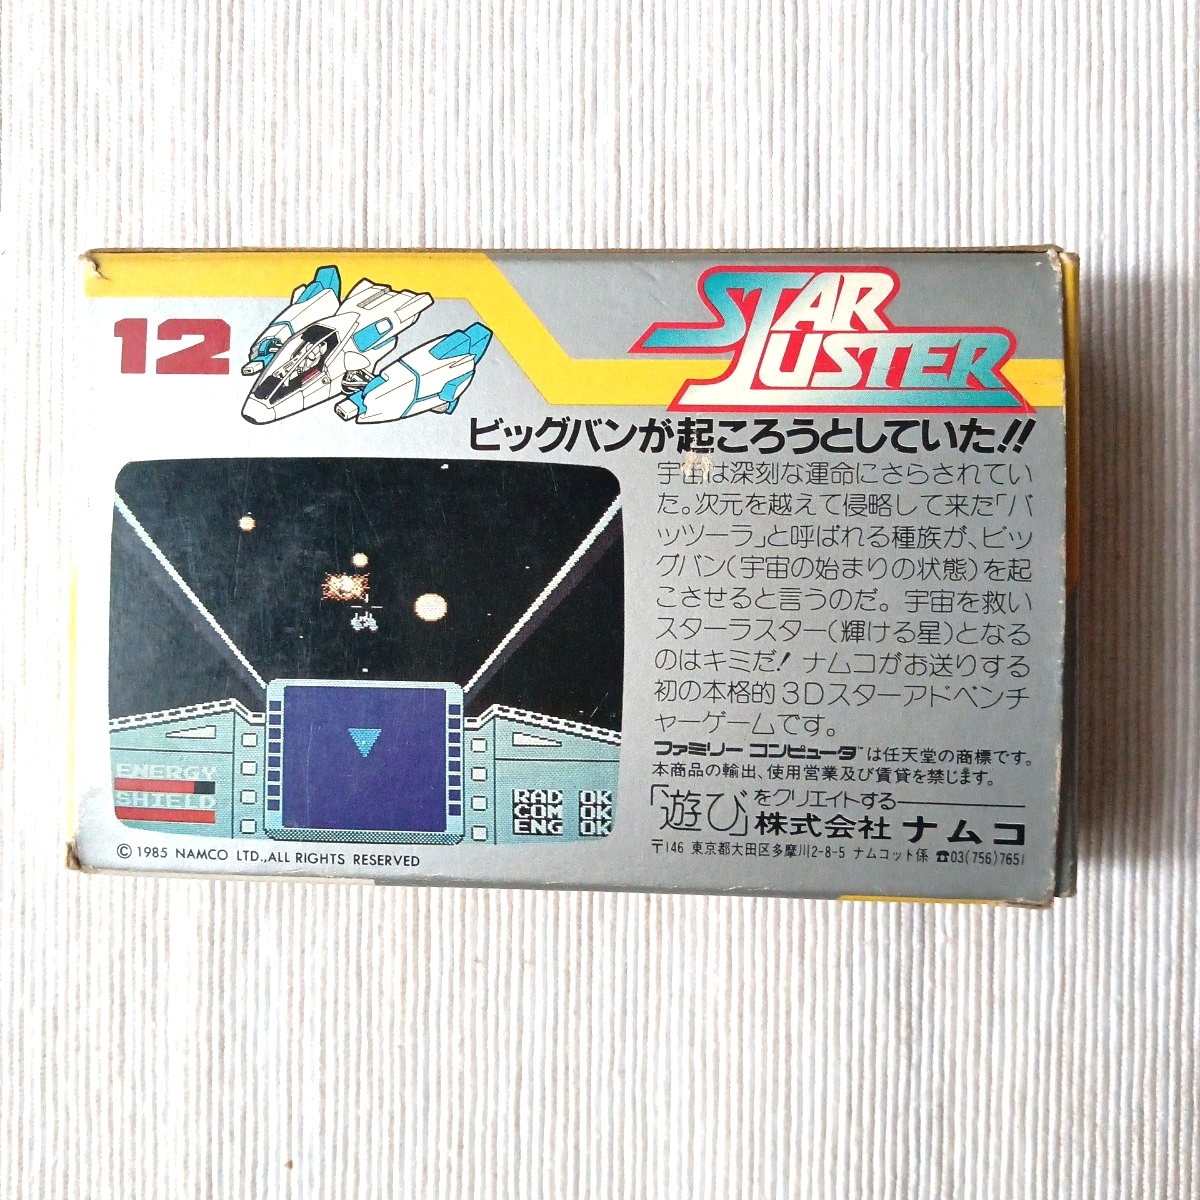 12
STAR
LUSTER
ビッグバンが起ころうとしていた!!
宇宙は深刻な運命にさらされてい
た。次元を越えて侵略して来た「バ
ッツーラ」と呼ばれる種族が、ビッ
グバン(宇宙の始まりの状態)を起
こさせると言うのだ。宇宙を救い
スターラスター(輝ける星)となる
のはキミだ! ナムコがお送りする
初の本格的3Dスターアドベンチ
ャーゲームです。
ファミリーコンピュータ™は任天堂の商標です。
本商品の輸出、使用営業及び賃貸を禁じます。
「遊び」をクリエイトする
株式会社 ナムコ
〒146 東京都大田区多摩川2-8-5 ナムコット係 ☎03(756)7651
ENERGY
SHIELD
RAD OK
COM OK
ENG OK
© 1985 NAMCO LTD.,ALL RIGHTS RESERVED